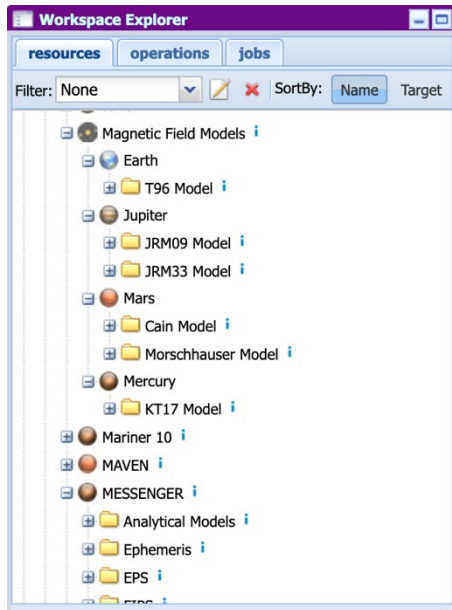 Workspace Explorer
resources operations jobs
Filter: None SortBy: Name Target
Magnetic Field Models i
Earth
T96 Model i
Jupiter
JRM09 Model i
JRM33 Model i
Mars
Cain Model i
Morschhauser Model i
Mercury
KT17 Model i
Mariner 10 i
MAVEN i
MESSENGER i
Analytical Models i
Ephemeris i
EPS i